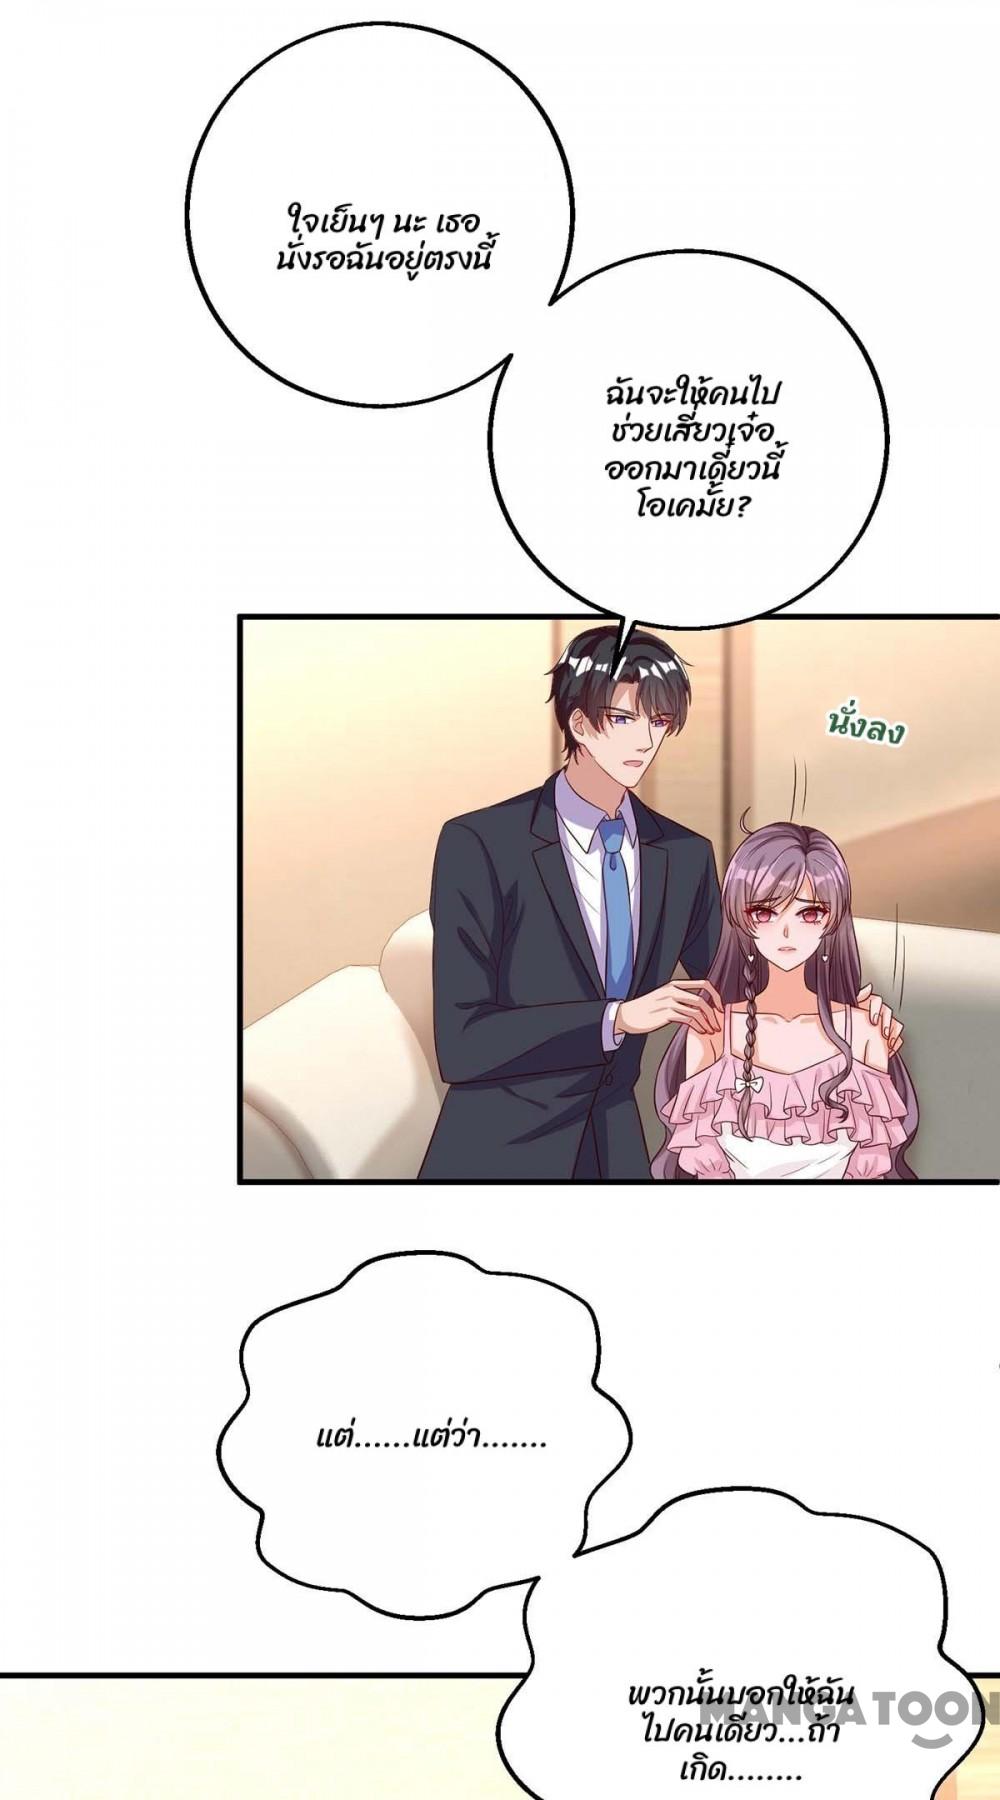 ใจเย็นๆ นะ เธอ
นั่งรอฉันอยู่ตรงนี้
ฉันจะให้คนไป
ช่วยเสี่ยวเจ๋อ
ออกมาเดี๋ยวนี้
โอเคมั้ย?
นั่งลง
แต่......แต่ว่า.......
พวกนั้นบอกให้ฉัน
ไปคนเดียว...ถ้า
เกิด........
MANGATOON